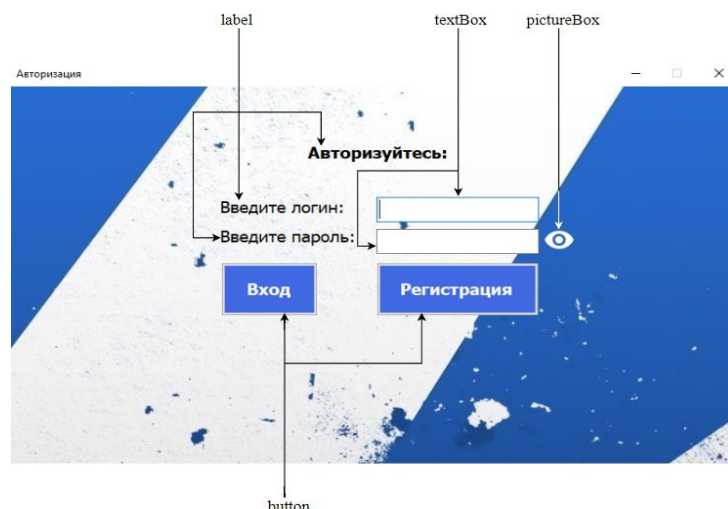 label textBox pictureBox
Авторизация
Авторизуйтесь:
Введите логин:
Введите пароль:
Вход Регистрация
button